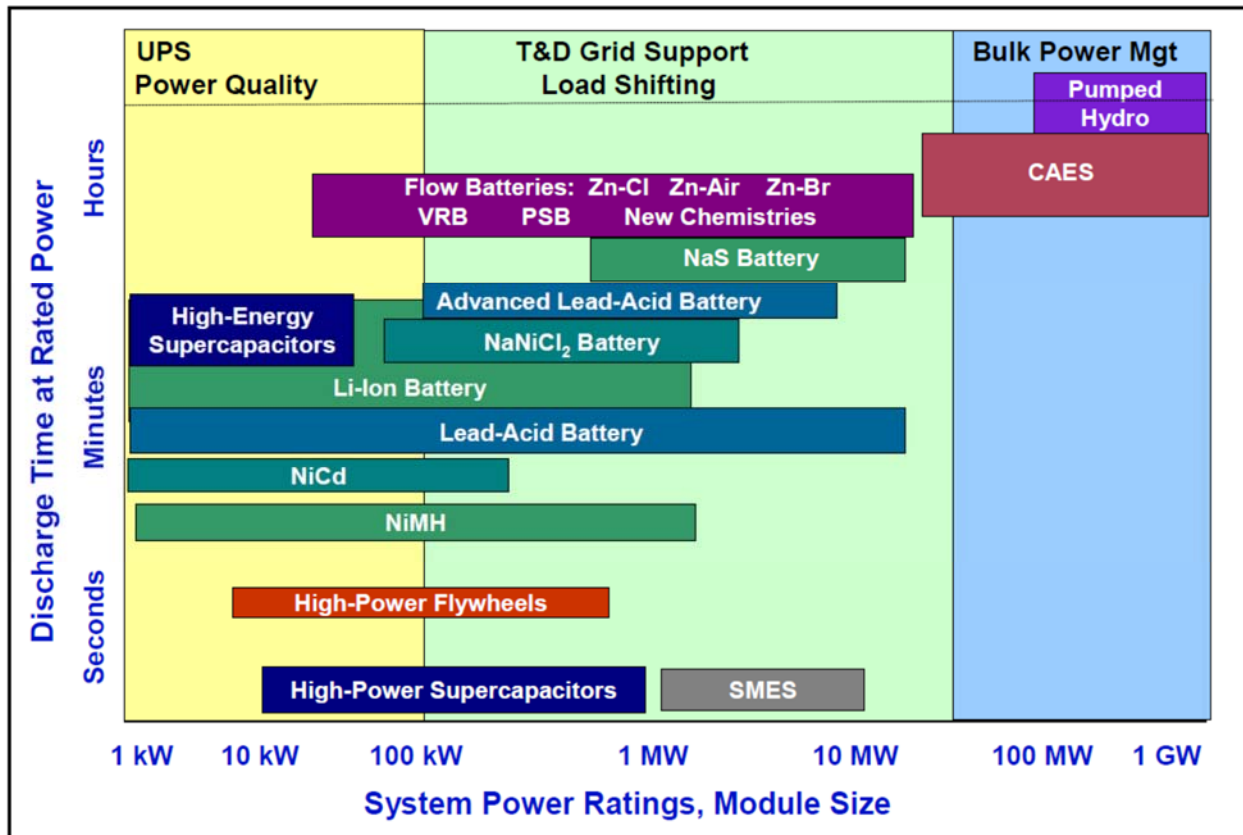 UPS
Power Quality
T&D Grid Support
Load Shifting
Bulk Power Mgt
Pumped
Hydro
CAES
Flow Batteries: Zn-Cl Zn-Air Zn-Br
VRB PSB New Chemistries
NaS Battery
Advanced Lead-Acid Battery
High-Energy
Supercapacitors
NaNiCl₂ Battery
Li-Ion Battery
Lead-Acid Battery
NiCd
NiMH
High-Power Flywheels
High-Power Supercapacitors
SMES
Discharge Time at Rated Power
Hours
Minutes
Seconds
1 kW 10 kW 100 kW 1 MW 10 MW 100 MW 1 GW
System Power Ratings, Module Size